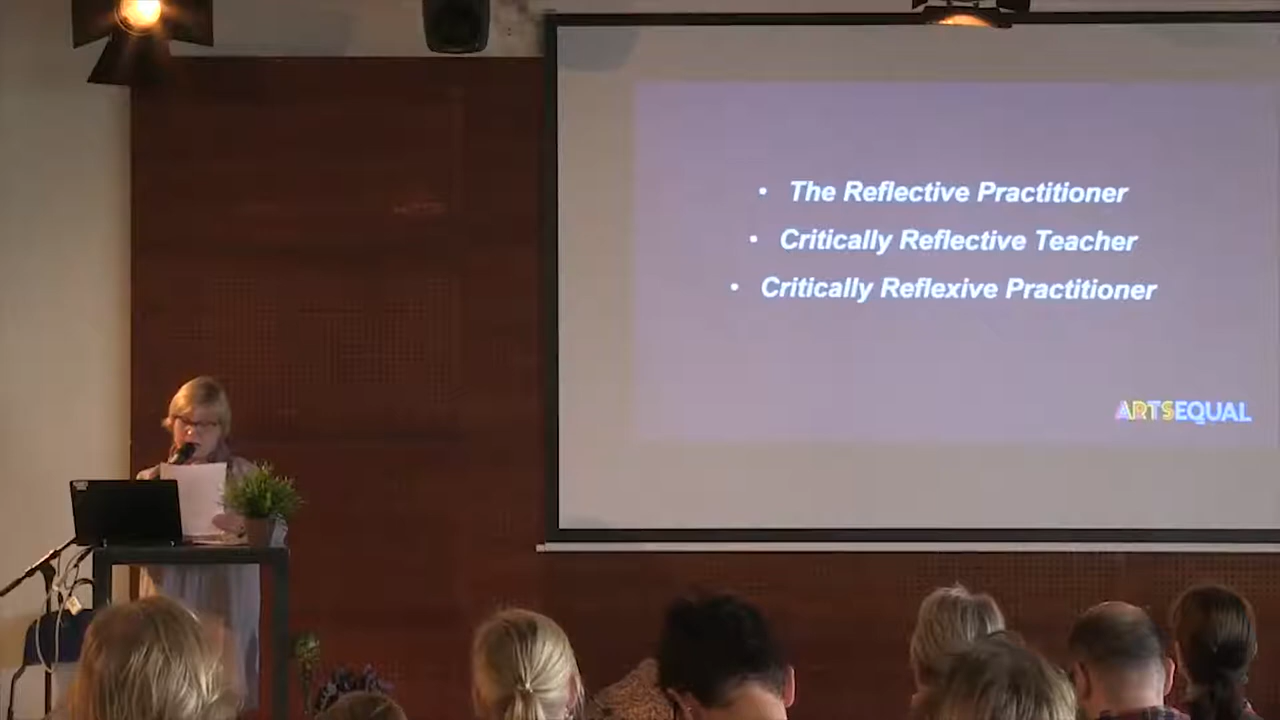 • The Reflective Practitioner
• Critically Reflective Teacher
• Critically Reflexive Practitioner
ARTSEQUAL